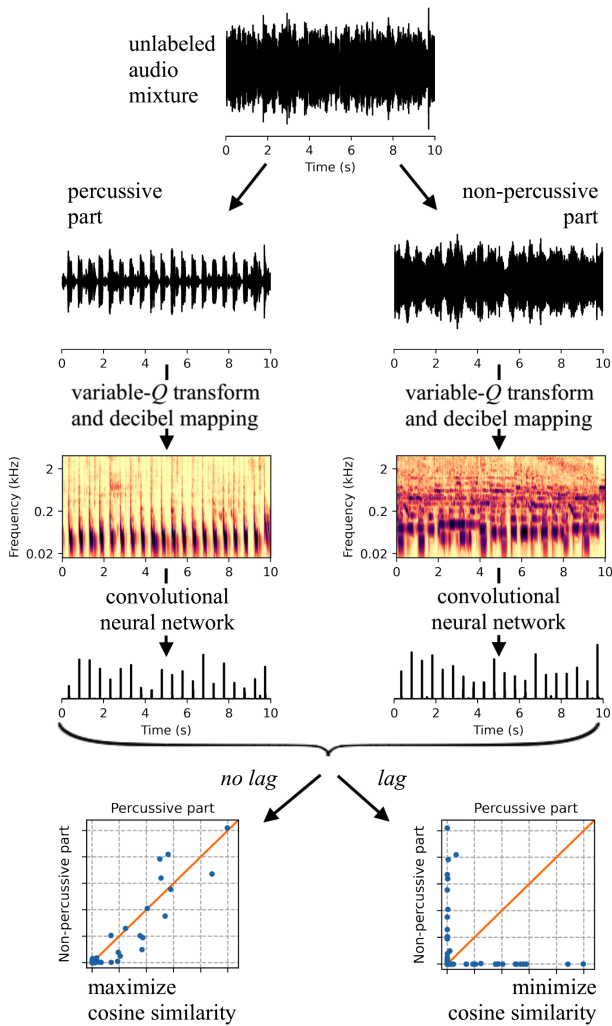 unlabeled
audio
mixture
0 2 4 6 8 10
Time (s)
percussive
part
non-percussive
part
0 2 4 6 8 10
0 2 4 6 8 10
variable-Q transform
and decibel mapping
variable-Q transform
and decibel mapping
Frequency (kHz)
2
0.2
0.02
0 2 4 6 8 10
Frequency (kHz)
2
0.2
0.02
0 2 4 6 8 10
convolutional
neural network
convolutional
neural network
0 2 4 6 8 10
Time (s)
0 2 4 6 8 10
Time (s)
no lag
lag
Percussive part
Non-percussive part
Percussive part
Non-percussive part
maximize
cosine similarity
minimize
cosine similarity